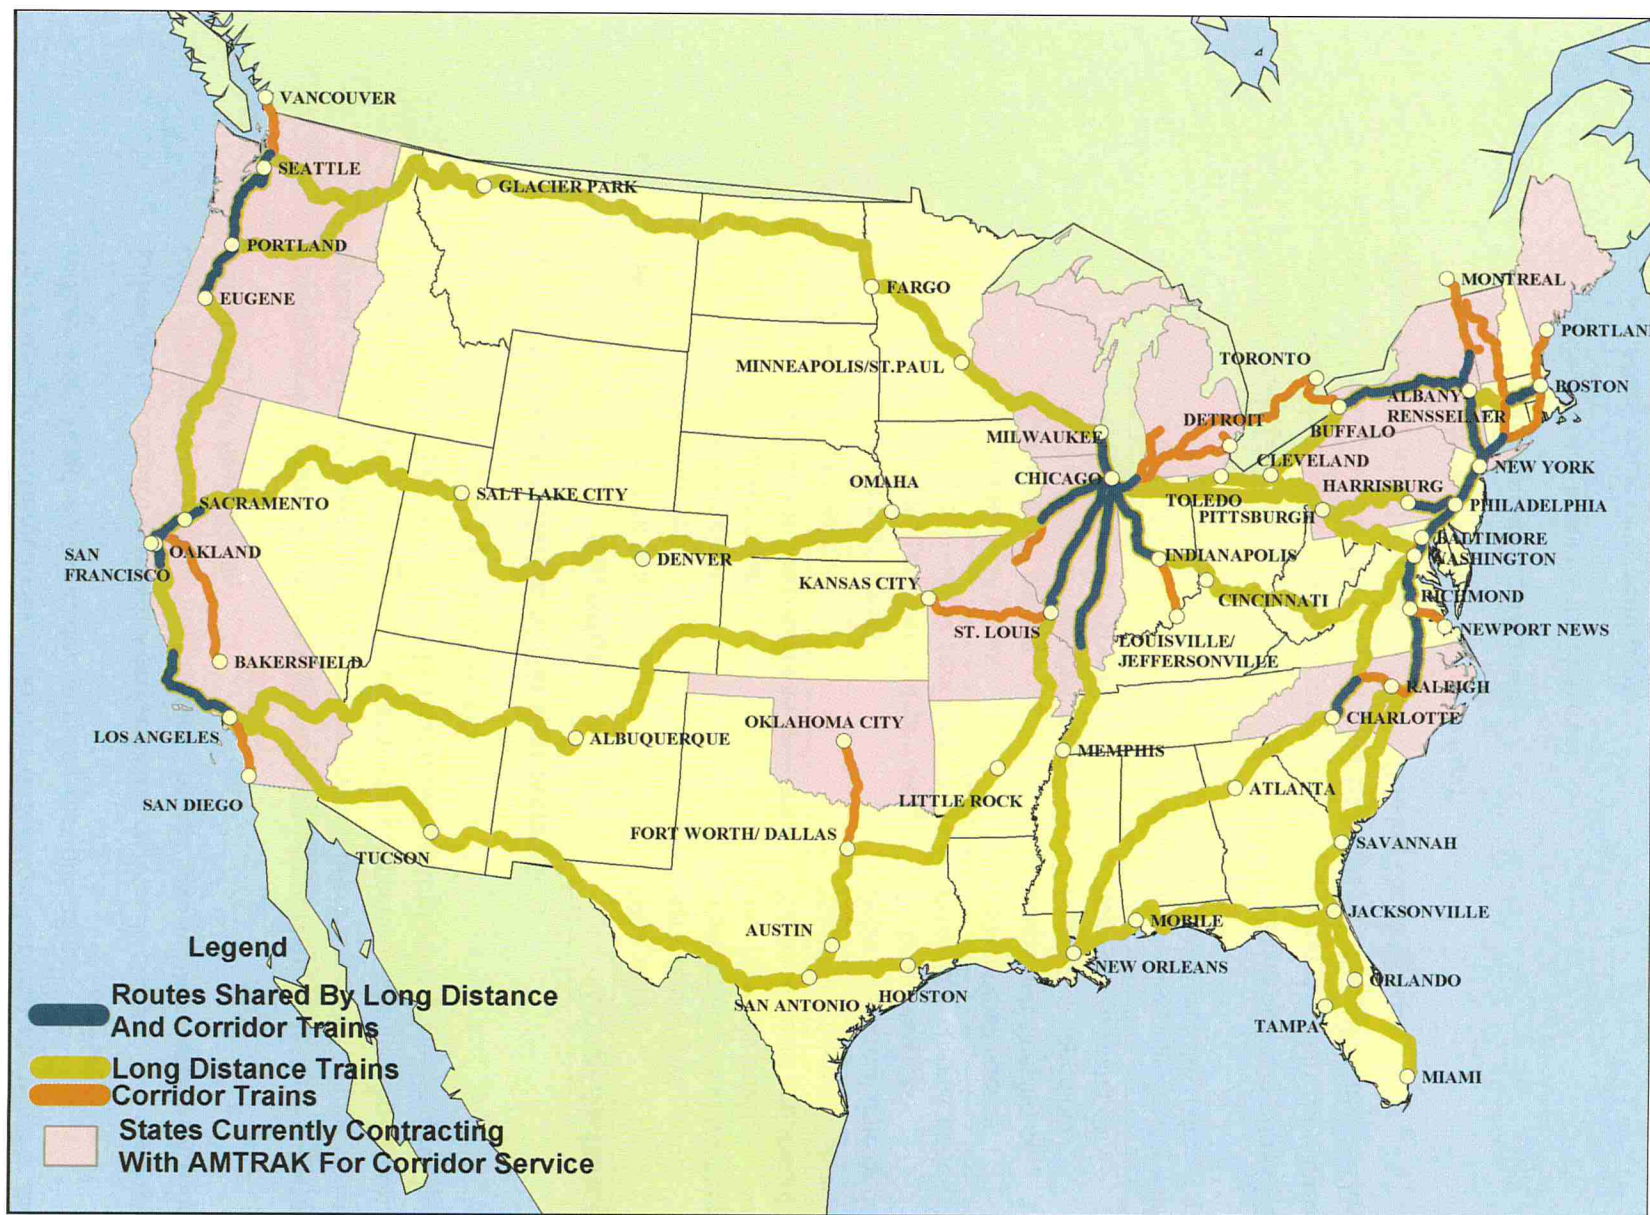 VANCOUVER
SEATTLE
GLACIER PARK
PORTLAND
EUGENE
FARGO
MINNEAPOLIS/ST.PAUL
MONTREAL
PORTLAN
TORONTO
BOSTON
ALBANY
RENSSELAER
DETROIT
BUFFALO
MILWAUKEE
CLEVELAND
NEW YORK
CHICAGO
OMAHA
TOLEDO
HARRISBURG
PITTSBURGH
PHILADELPHIA
SALT LAKE CITY
SACRAMENTO
BALTIMORE
WASHINGTON
SAN
FRANCISCO
OAKLAND
DENVER
INDIANAPOLIS
KANSAS CITY
CINCINNATI
RICHMOND
NEWPORT NEWS
ST. LOUIS
LOUISVILLE/
JEFFERSONVILLE
BAKERSFIELD
RALEIGH
CHARLOTTE
LOS ANGELES
ALBUQUERQUE
OKLAHOMA CITY
MEMPHIS
ATLANTA
SAN DIEGO
LITTLE ROCK
FORT WORTH/ DALLAS
SAVANNAH
TUCSON
JACKSONVILLE
MOBILE
AUSTIN
NEW ORLEANS
ORLANDO
SAN ANTONIO
HOUSTON
TAMPA
MIAMI
Legend
Routes Shared By Long Distance
And Corridor Trains
Long Distance Trains
Corridor Trains
States Currently Contracting
With AMTRAK For Corridor Service